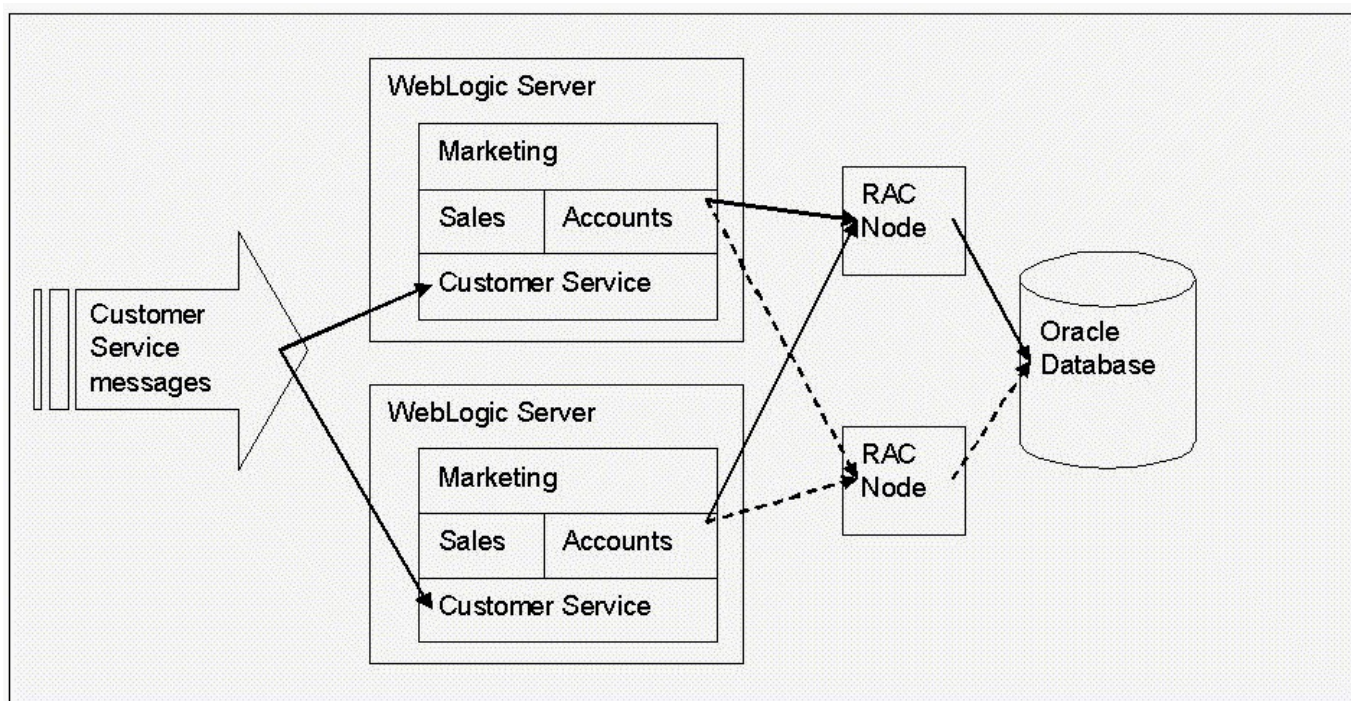 Customer
Service
messages
WebLogic Server
Marketing
Sales
Accounts
Customer Service
WebLogic Server
Marketing
Sales
Accounts
Customer Service
RAC
Node
RAC
Node
Oracle
Database